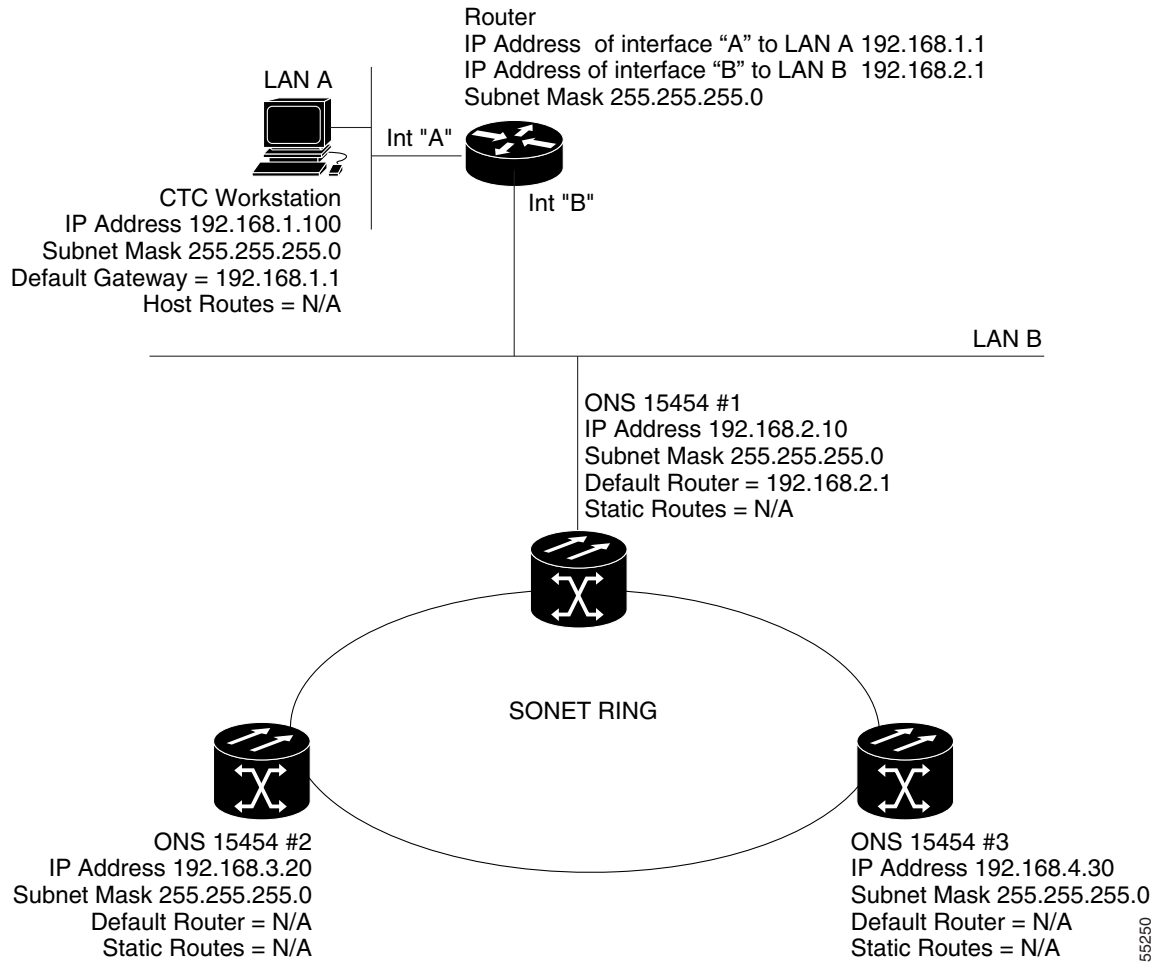 Router
IP Address  of interface “A” to LAN A 192.168.1.1
IP Address of interface “B” to LAN B  192.168.2.1
Subnet Mask 255.255.255.0
LAN A
Int "A"
Int "B"
CTC Workstation
IP Address 192.168.1.100
Subnet Mask 255.255.255.0
Default Gateway = 192.168.1.1
Host Routes = N/A
LAN B
ONS 15454 #1
IP Address 192.168.2.10
Subnet Mask 255.255.255.0
Default Router = 192.168.2.1
Static Routes = N/A
SONET RING
ONS 15454 #2
IP Address 192.168.3.20
Subnet Mask 255.255.255.0
Default Router = N/A
Static Routes = N/A
ONS 15454 #3
IP Address 192.168.4.30
Subnet Mask 255.255.255.0
Default Router = N/A
Static Routes = N/A
55250